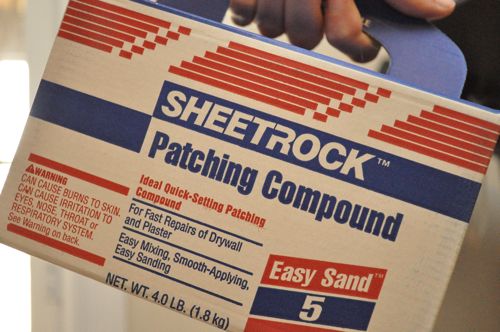 SHEETROCK™
Patching Compound
Ideal Quick-Setting Patching
Compound
For Fast Repairs of Drywall
and Plaster
Easy Mixing, Smooth-Applying,
Easy Sanding
NET. WT. 4.0 LB. (1.8 kg)
⚠WARNING
CAN CAUSE BURNS TO SKIN.
CAN CAUSE IRRITATION TO
EYES, NOSE, THROAT or
RESPIRATORY SYSTEM.
See Warning on back.
Easy Sand™
5